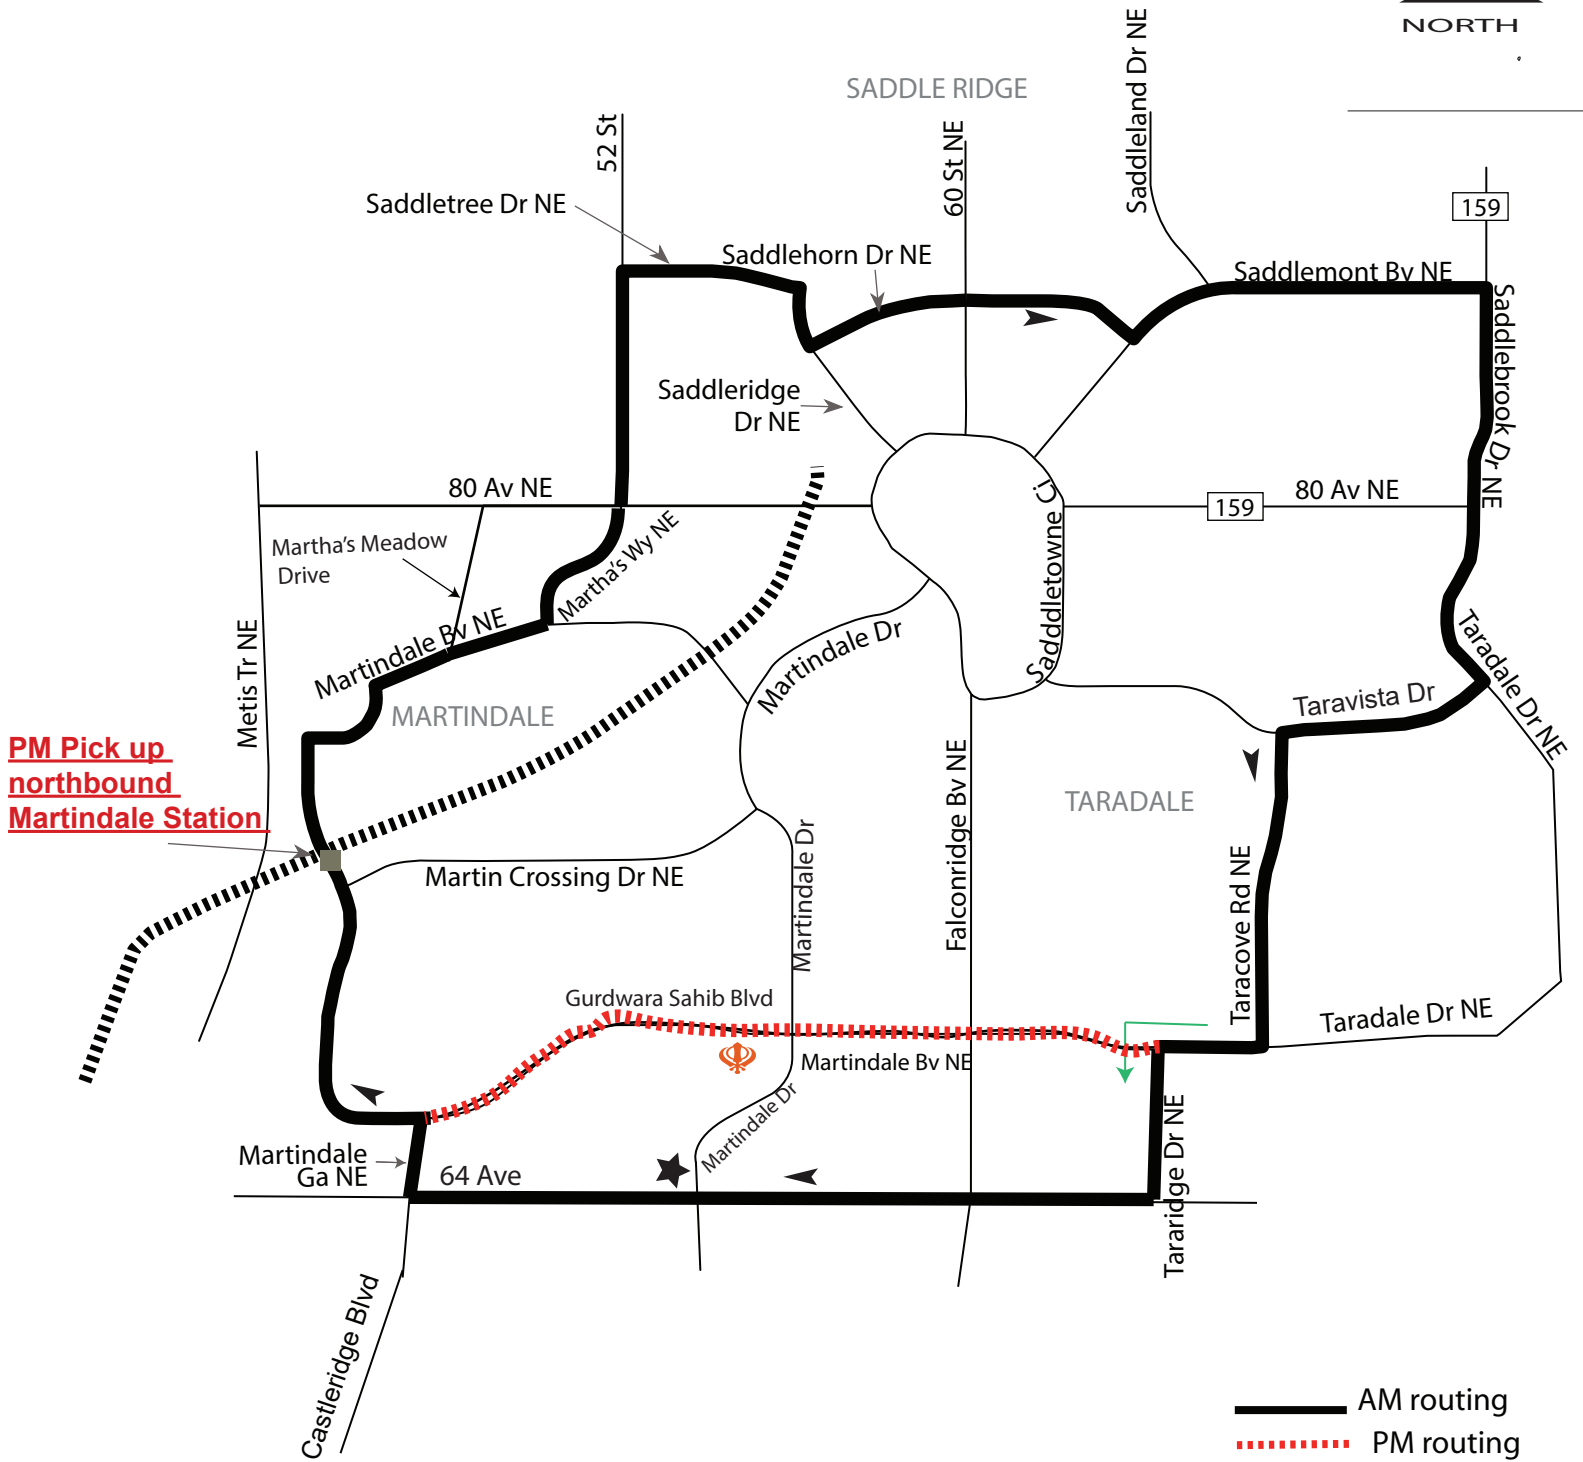 NORTH
SADDLE RIDGE
Saddleland Dr NE
52 St
60 St NE
159
Saddletree Dr NE
Saddlehorn Dr NE
Saddlemont Bv NE
Saddlebrook Dr NE
Saddleridge
Dr NE
80 Av NE
159
80 Av NE
Martha's Meadow
Drive
Martha's Wy NE
Sadddletowne Ci
Martindale Bv NE
Martindale Dr
Taradale Dr NE
Metis Tr NE
MARTINDALE
Taravista Dr
PM Pick up
northbound
Martindale Station
Falconridge Bv NE
TARADALE
Martindale Dr
Martin Crossing Dr NE
Taracove Rd NE
Gurdwara Sahib Blvd
Taradale Dr NE
Martindale Bv NE
Martindale Dr
Martindale
Ga NE
64 Ave
Tararidge Dr NE
Castleridge Blvd
AM routing
PM routing